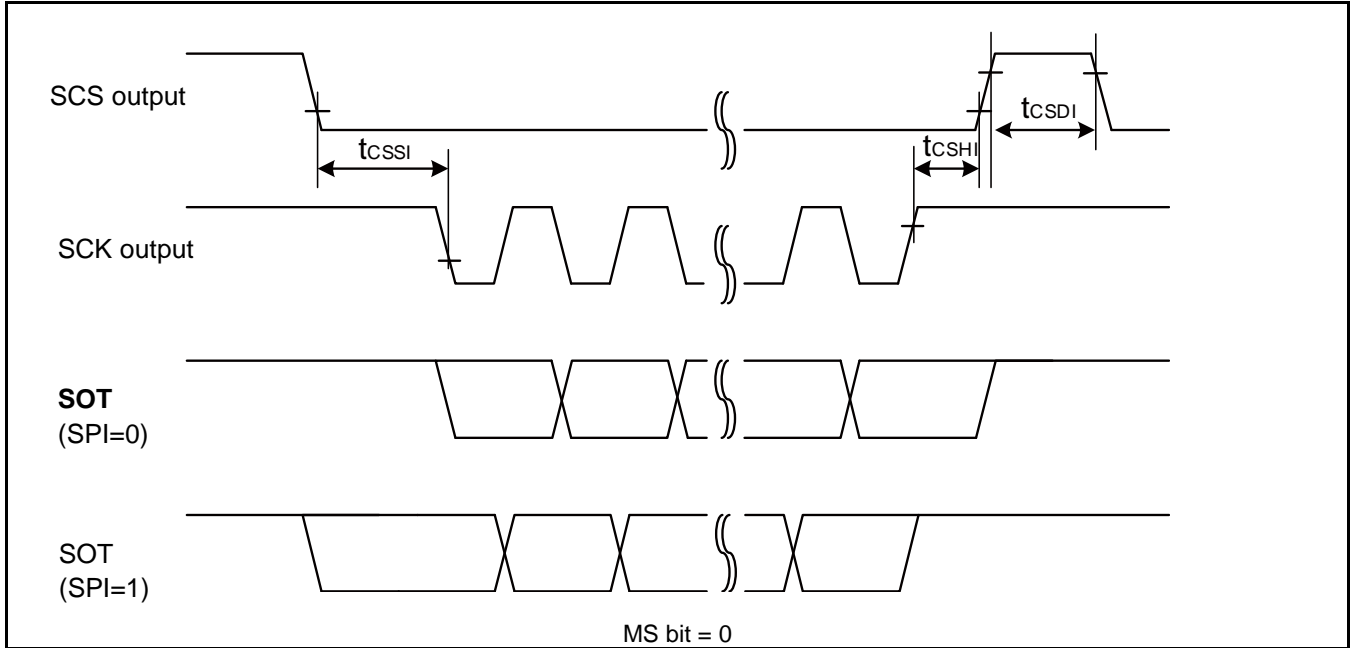 SCS output
tCSDI
tCSSI
tCSHI
SCK output
SOT
(SPI=0)
SOT
(SPI=1)
MS bit = 0